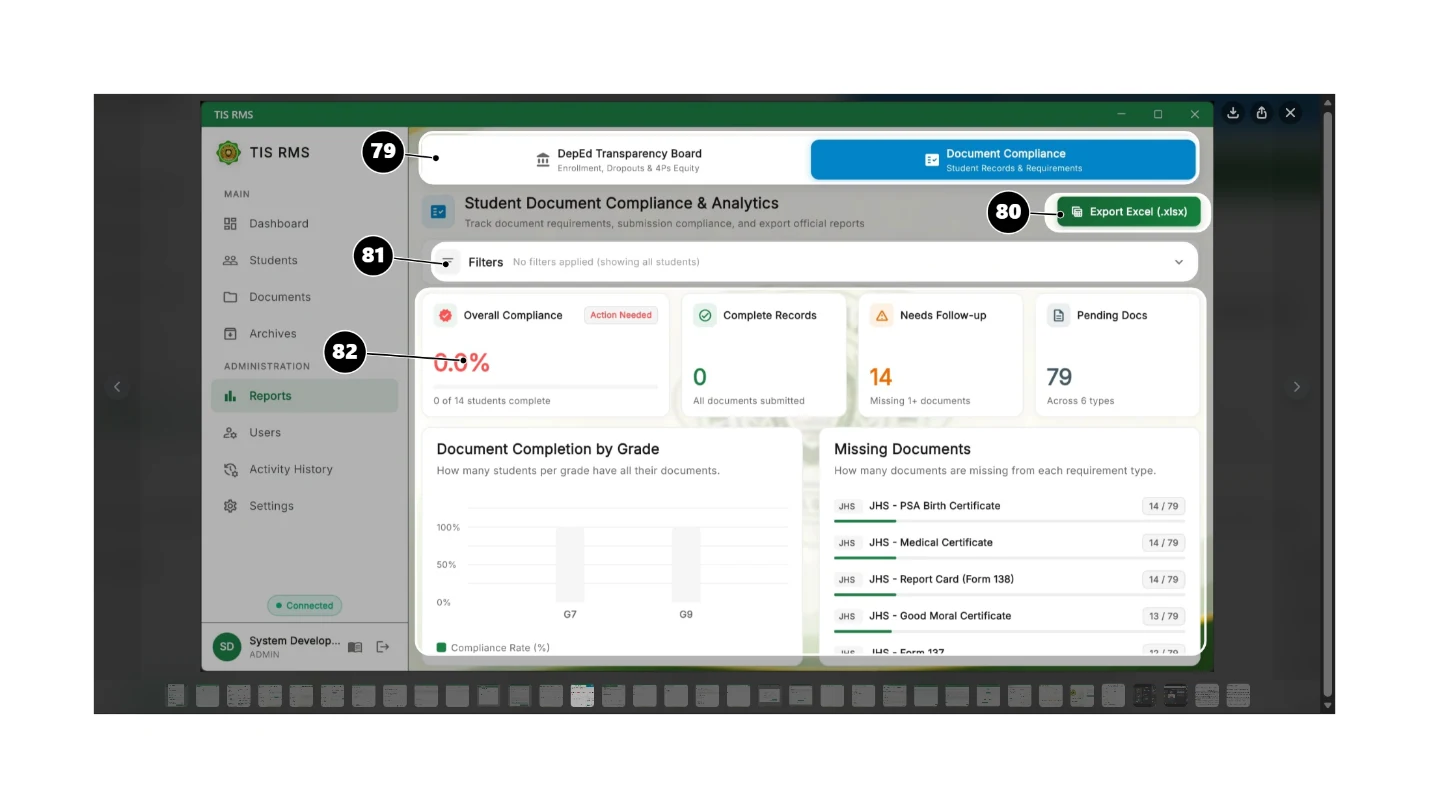 TIS RMS
TIS RMS
79
DepEd Transparency Board
Enrollment, Dropouts & 4Ps Equity
Document Compliance
Student Records & Requirements
MAIN
Dashboard
Students
Documents
Archives
ADMINISTRATION
Reports
Users
Activity History
Settings
Connected
SD
System Develop...
ADMIN
Student Document Compliance & Analytics
Track document requirements, submission compliance, and export official reports
80
Export Excel (.xlsx)
81
Filters
No filters applied (showing all students)
82
Overall Compliance
Action Needed
0.0%
0 of 14 students complete
Complete Records
0
All documents submitted
Needs Follow-up
14
Missing 1+ documents
Pending Docs
79
Across 6 types
Document Completion by Grade
How many students per grade have all their documents.
100%
50%
0%
G7
G9
Compliance Rate (%)
Missing Documents
How many documents are missing from each requirement type.
JHS
JHS - PSA Birth Certificate
14 / 79
JHS
JHS - Medical Certificate
14 / 79
JHS
JHS - Report Card (Form 138)
14 / 79
JHS
JHS - Good Moral Certificate
13 / 79
JHS
JHS - Form 137
12 / 79